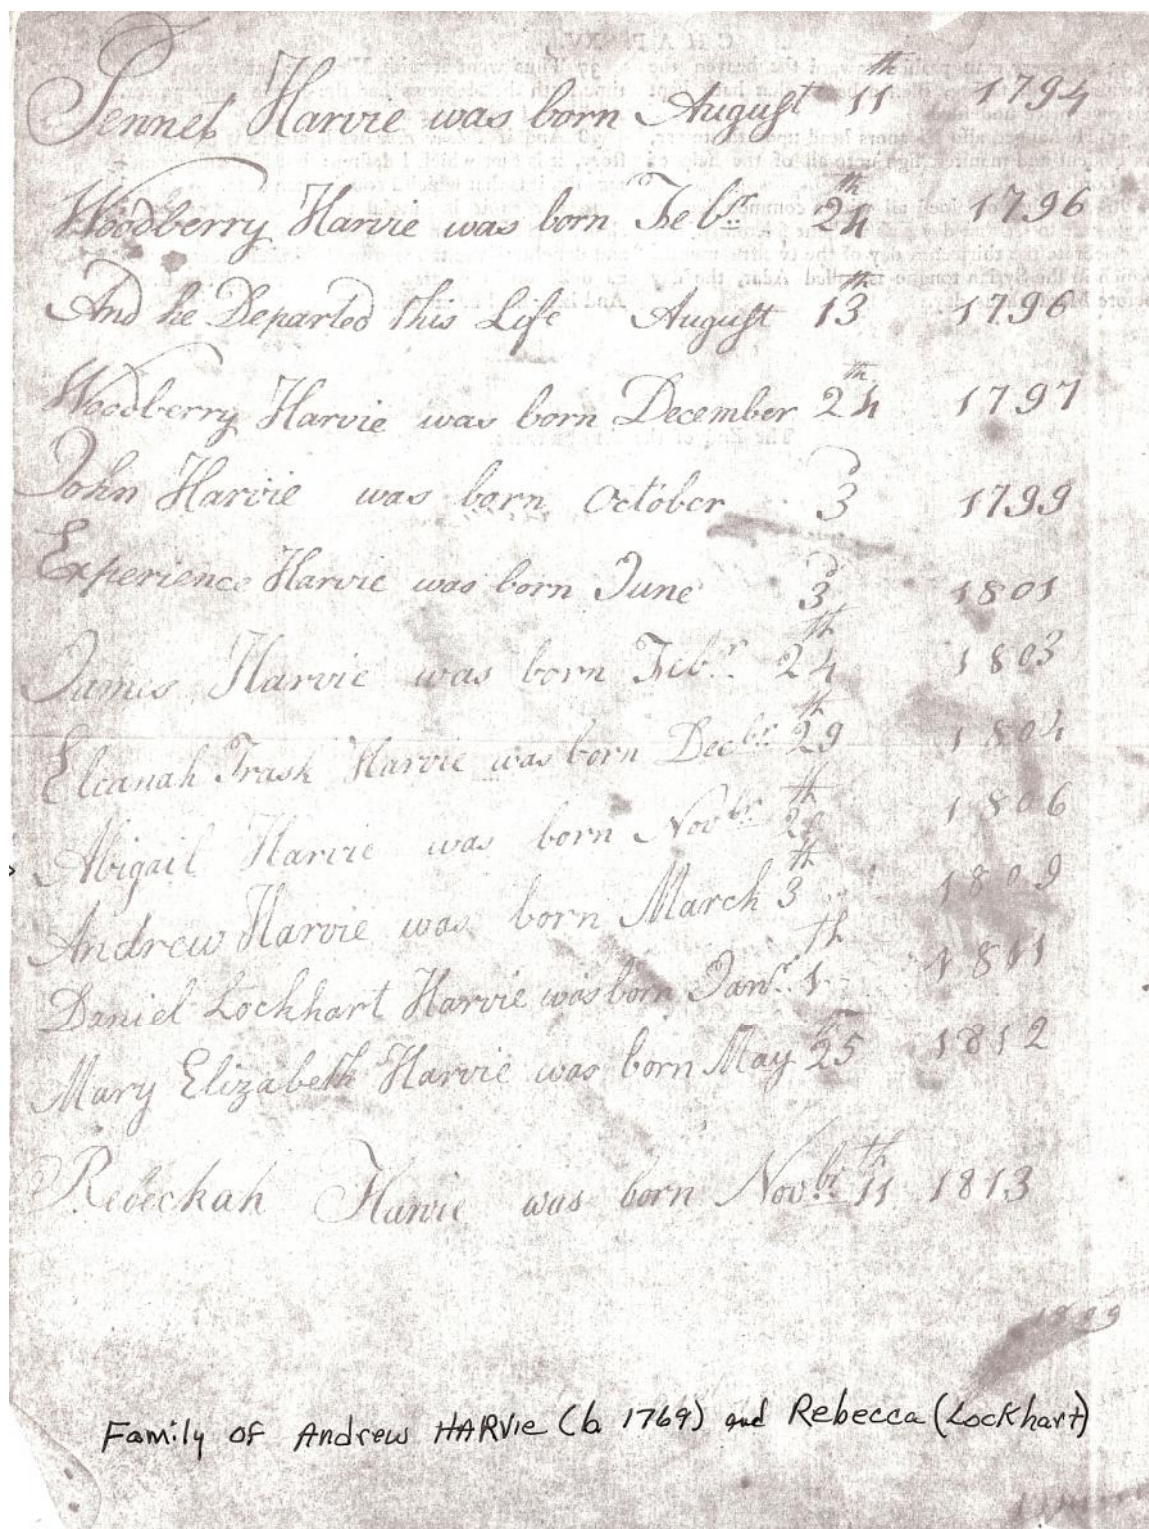 Jennet Harvie was born August 11th 1794
Woodberry Harvie was born Febr. 24th 1796
And he Departed this Life August 13th 1796
Woodberry Harvie was born December 24th 1797
John Harvie was born October 3 1799
Experience Harvie was born June 3 1801
James Harvie was born Febr. 24th 1803
Elcanah Trask Harvie was born Decbr 29th 1804
Abigail Harvie was born Novbr th 1806
Andrew Harvie was born March 3th 1809
Daniel Lockhart Harvie was born Janr. 1th 1811
Mary Elizabeth Harvie was born May 25 1812
Rebeckah Harvie was born Novbr 11th 1813
Family of Andrew HARVie (b 1769) and Rebecca (Lockhart)